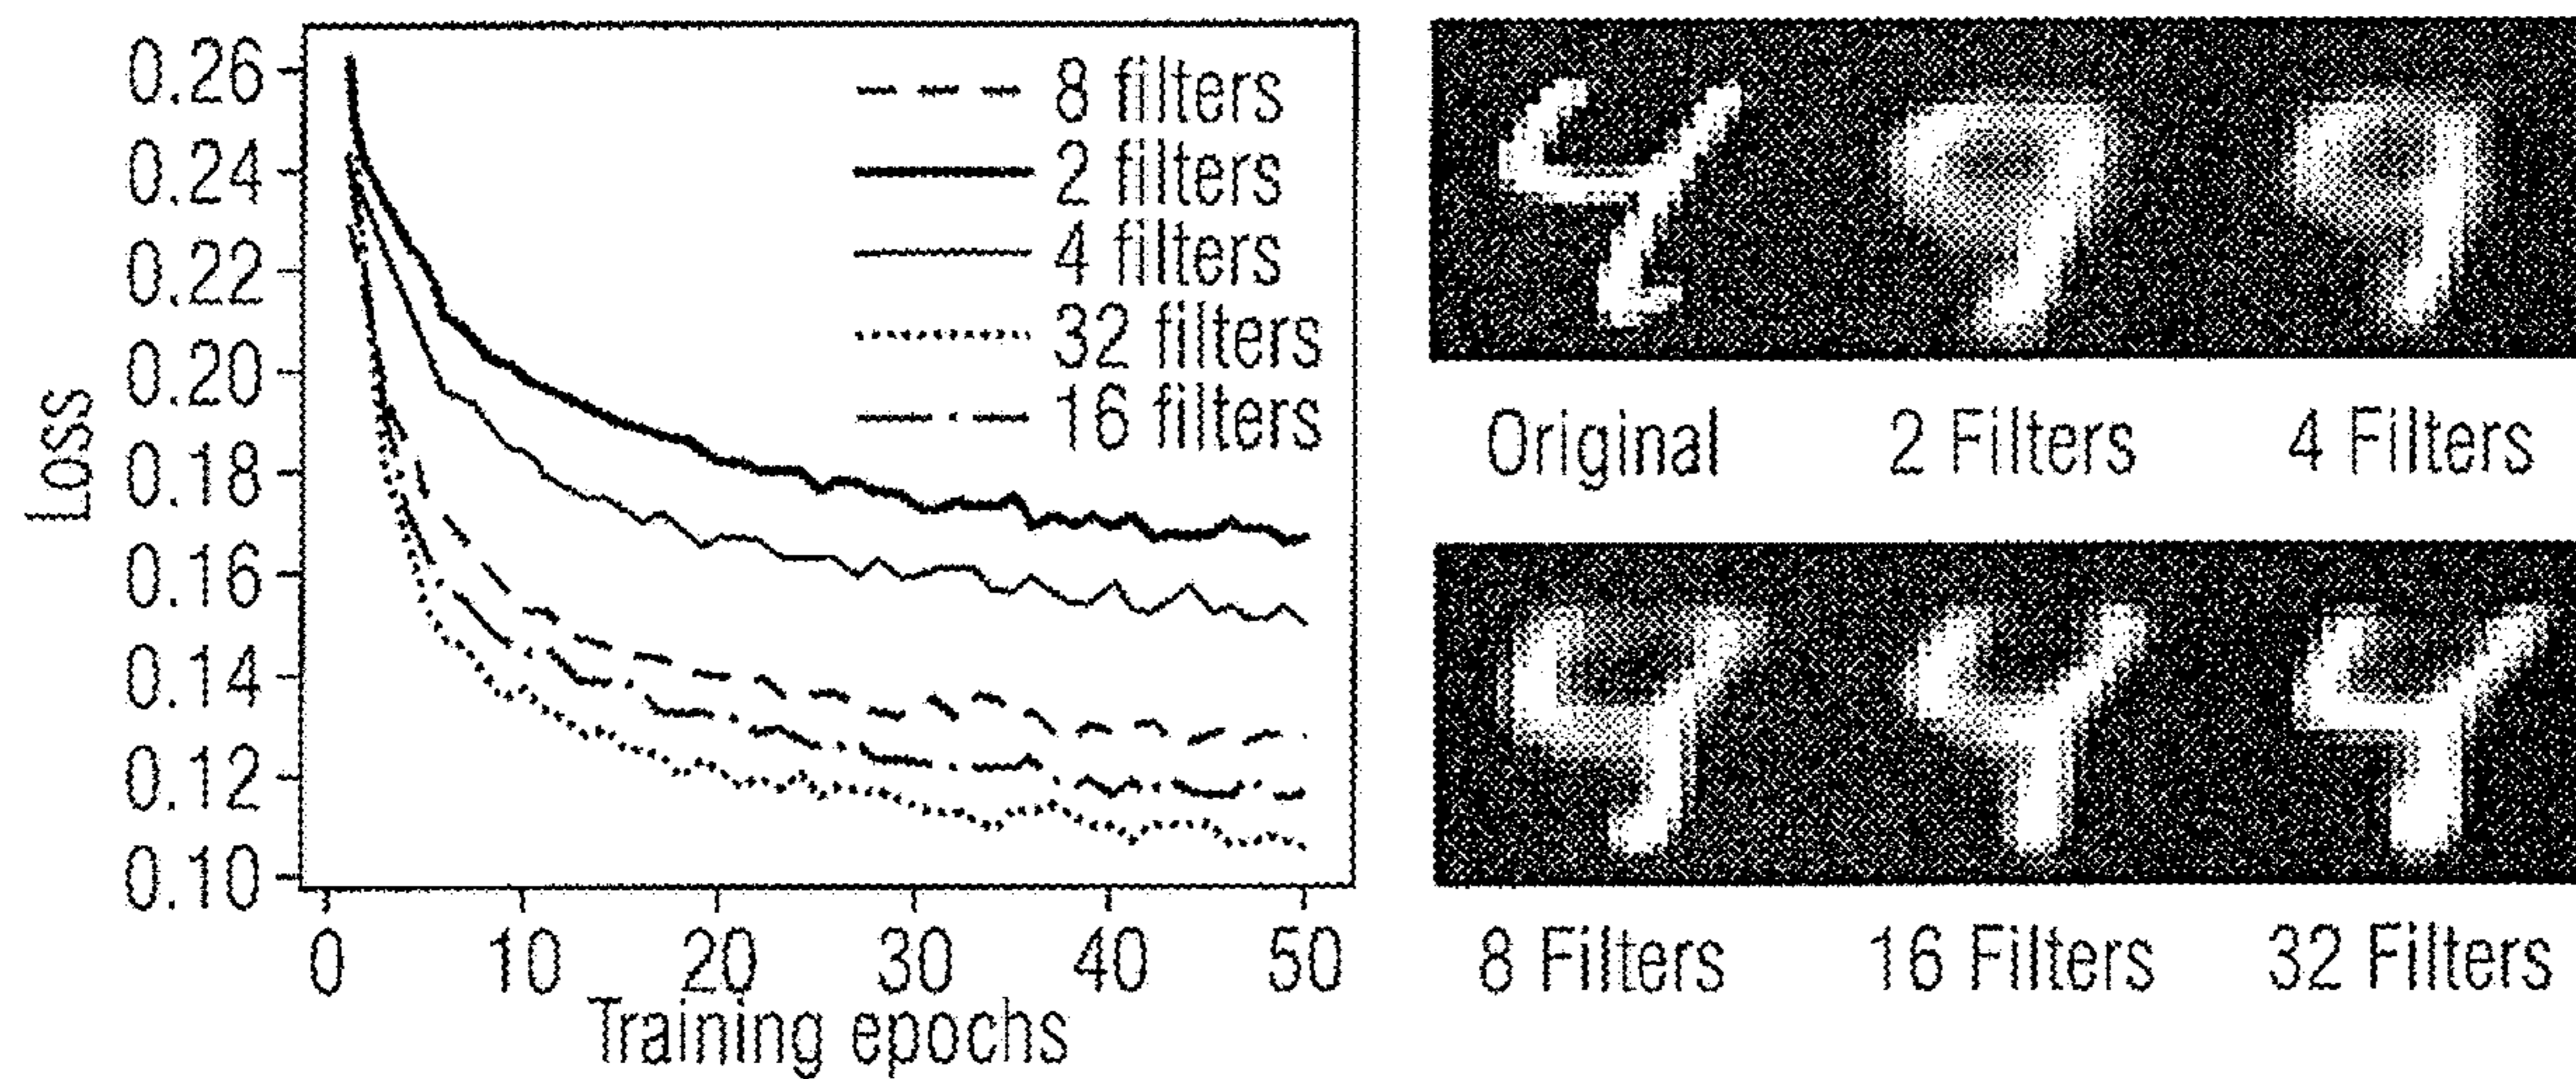 0.26
0.24
0.22
0.20
0.18
0.16
0.14
0.12
0.10
Loss
8 filters
2 filters
4 filters
32 filters
16 filters
0 10 20 30 40 50
Training epochs
Original 2 Filters 4 Filters
8 Filters 16 Filters 32 Filters